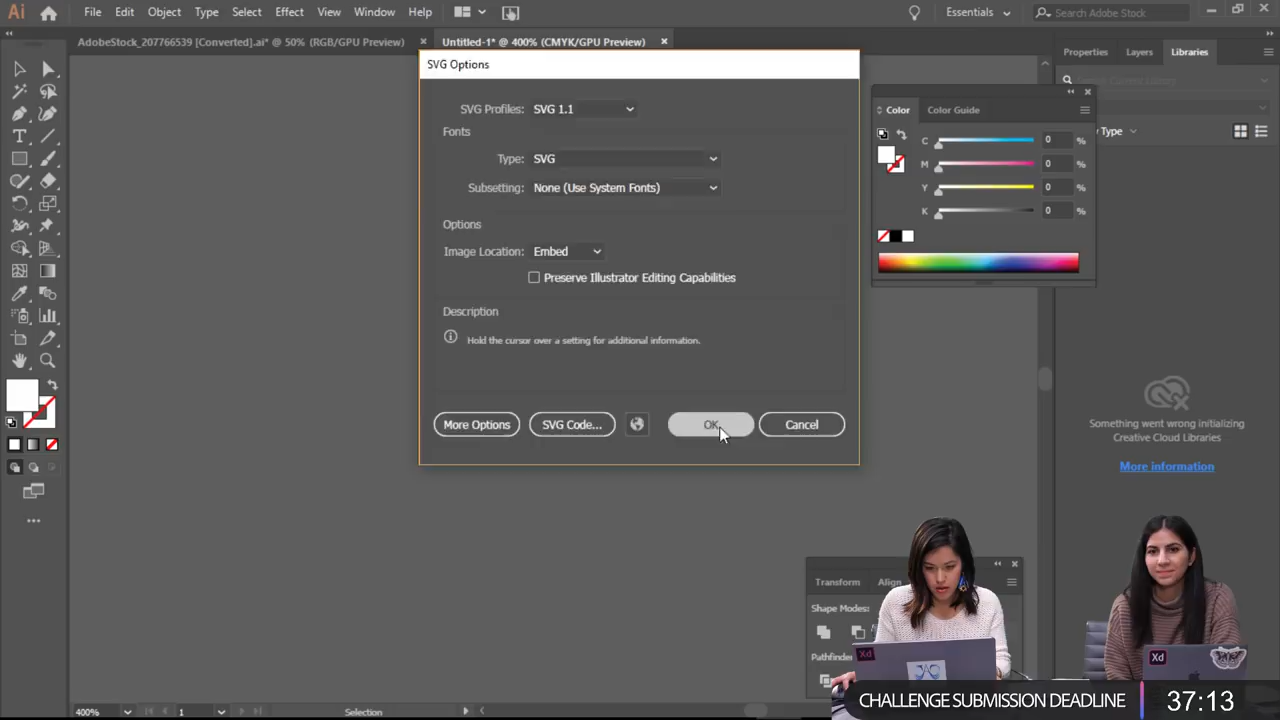 Ai File Edit Object Type Select Effect View Window Help Essentials Search Adobe Stock
AdobeStock_207766539 [Converted].ai* @ 50% (RGB/GPU Preview) × Untitled-1* @ 400% (CMYK/GPU Preview) ×
Properties Layers Libraries
SVG Options
SVG Profiles: SVG 1.1
Fonts
Type: SVG
Subsetting: None (Use System Fonts)
Options
Image Location: Embed
Preserve Illustrator Editing Capabilities
Description
Hold the cursor over a setting for additional information.
More Options SVG Code... OK Cancel
Color Color Guide
C 0 %
M 0 %
Y 0 %
K 0 %
Type
Something went wrong initializing
Creative Cloud Libraries
More information
Transform Align
Shape Modes:
Pathfinder
Xd
Xd
400% 1 Selection
CHALLENGE SUBMISSION DEADLINE 37:13